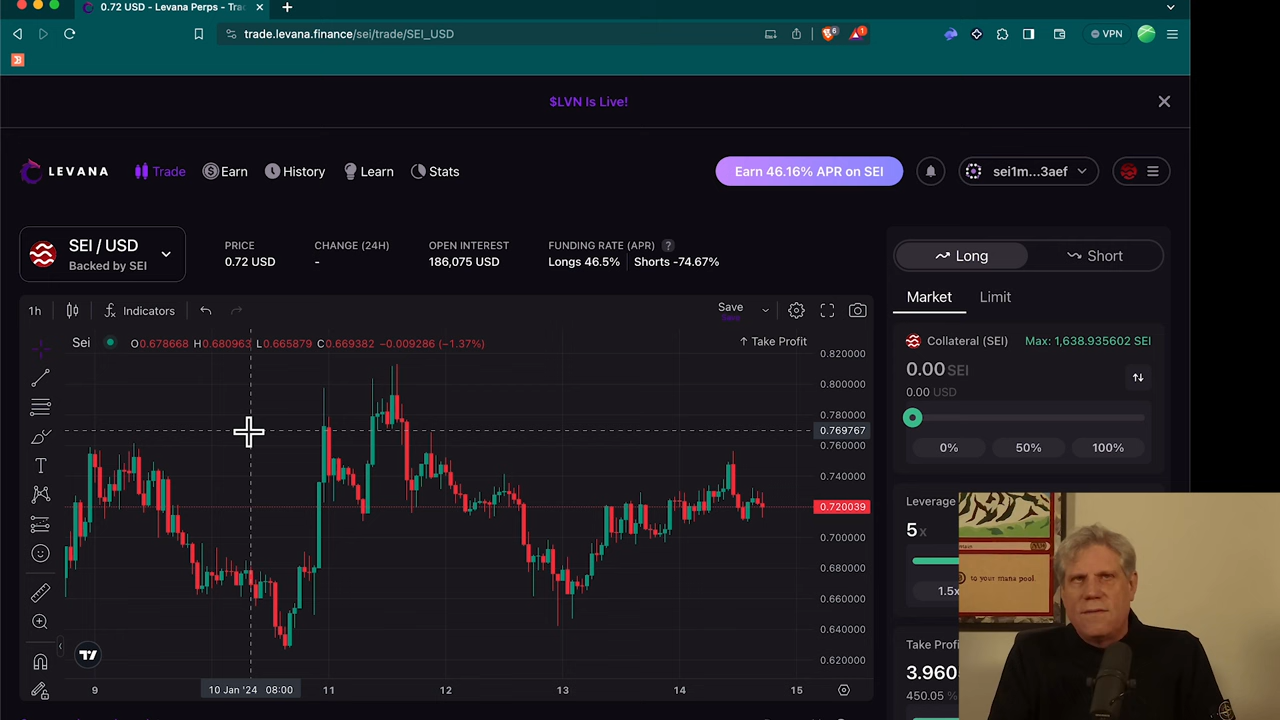 0.72 USD - Levana Perps - Tra
trade.levana.finance/sei/trade/SEI_USD
6
1
VPN
B
$LVN Is Live!
LEVANA
Trade
Earn
History
Learn
Stats
Earn 46.16% APR on SEI
sei1m...3aef
SEI / USD
Backed by SEI
PRICE
0.72 USD
CHANGE (24H)
-
OPEN INTEREST
186,075 USD
FUNDING RATE (APR) ?
Longs 46.5% Shorts -74.67%
Long
Short
1h
Indicators
Save
Save
Market
Limit
Sei O0.678668 H0.680963 L0.665879 C0.669382 −0.009286 (−1.37%)
↑ Take Profit
Collateral (SEI)
Max: 1,638.935602 SEI
0.00 SEI
0.00 USD
0%
50%
100%
0.820000
0.800000
0.780000
0.769767
0.760000
0.740000
0.720039
0.700000
0.680000
0.660000
0.640000
0.620000
Leverage
5x
1.5x
Take Profi
3.960
450.05
to your mana pool.
9
10 Jan '24 08:00
11
12
13
14
15